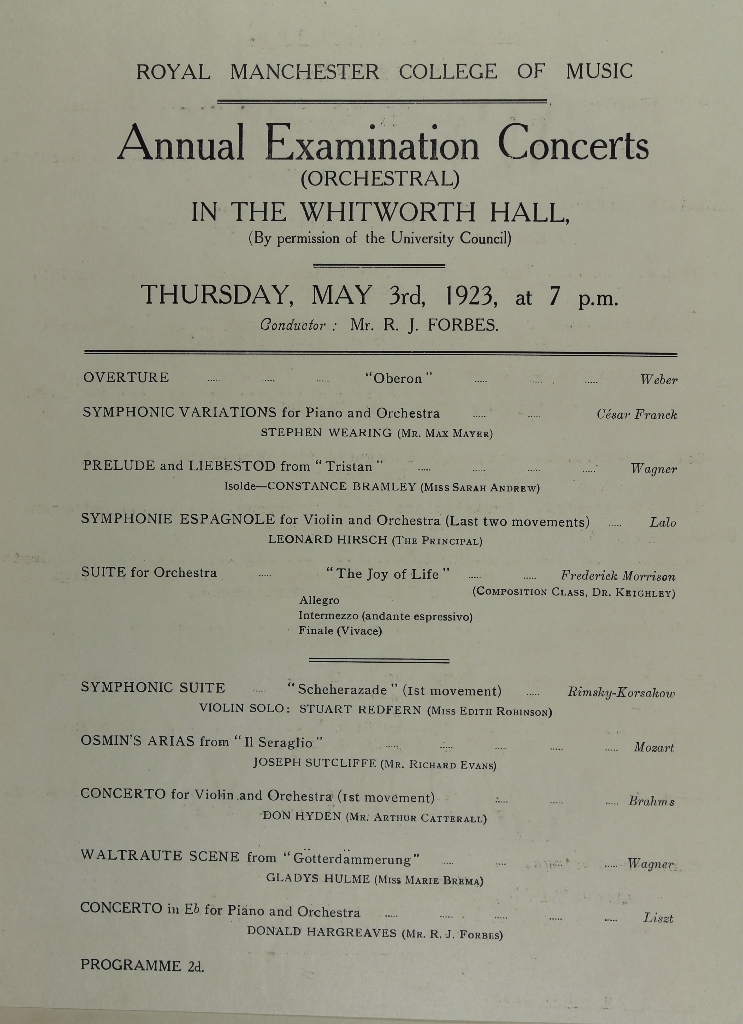 ROYAL MANCHESTER COLLEGE OF MUSIC
Annual Examination Concerts
(ORCHESTRAL)
IN THE WHITWORTH HALL,
(By permission of the University Council)
THURSDAY, MAY 3rd, 1923, at 7 p.m.
Conductor : Mr. R. J. FORBES.
OVERTURE ..... ..... ..... "Oberon" ..... ..... ..... Weber
SYMPHONIC VARIATIONS for Piano and Orchestra ..... ..... César Franck
STEPHEN WEARING (MR. MAX MAYER)
PRELUDE and LIEBESTOD from "Tristan" ..... ..... ..... ..... Wagner
Isolde—CONSTANCE BRAMLEY (MISS SARAH ANDREW)
SYMPHONIE ESPAGNOLE for Violin and Orchestra (Last two movements) ..... Lalo
LEONARD HIRSCH (THE PRINCIPAL)
SUITE for Orchestra ..... "The Joy of Life" ..... ..... Frederick Morrison
(COMPOSITION CLASS, DR. KEIGHLEY)
Allegro
Intermezzo (andante espressivo)
Finale (Vivace)
SYMPHONIC SUITE ..... "Scheherazade" (1st movement) ..... Rimsky-Korsakow
VIOLIN SOLO: STUART REDFERN (MISS EDITH ROBINSON)
OSMIN'S ARIAS from "Il Seraglio" ..... ..... ..... ..... ..... Mozart
JOSEPH SUTCLIFFE (MR. RICHARD EVANS)
CONCERTO for Violin and Orchestra (1st movement) ..... ..... ..... Brahms
DON HYDEN (MR. ARTHUR CATTERALL)
WALTRAUTE SCENE from "Götterdämmerung" ..... ..... ..... ..... Wagner
GLADYS HULME (MISS MARIE BREMA)
CONCERTO in Eb for Piano and Orchestra ..... ..... ..... ..... ..... Liszt
DONALD HARGREAVES (MR. R. J. FORBES)
PROGRAMME 2d.